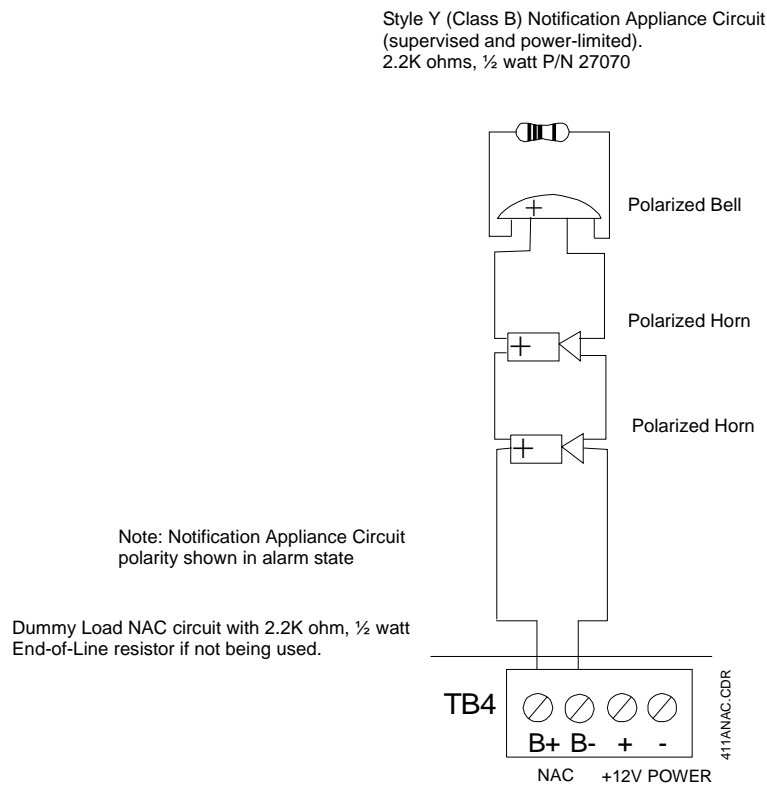 Style Y (Class B) Notification Appliance Circuit
(supervised and power-limited).
2.2K ohms, ½ watt P/N 27070
+
Polarized Bell
Polarized Horn
+
Polarized Horn
+
Note: Notification Appliance Circuit
polarity shown in alarm state
Dummy Load NAC circuit with 2.2K ohm, ½ watt
End-of-Line resistor if not being used.
TB4
B+ B- + -
NAC +12V POWER
411ANAC.CDR